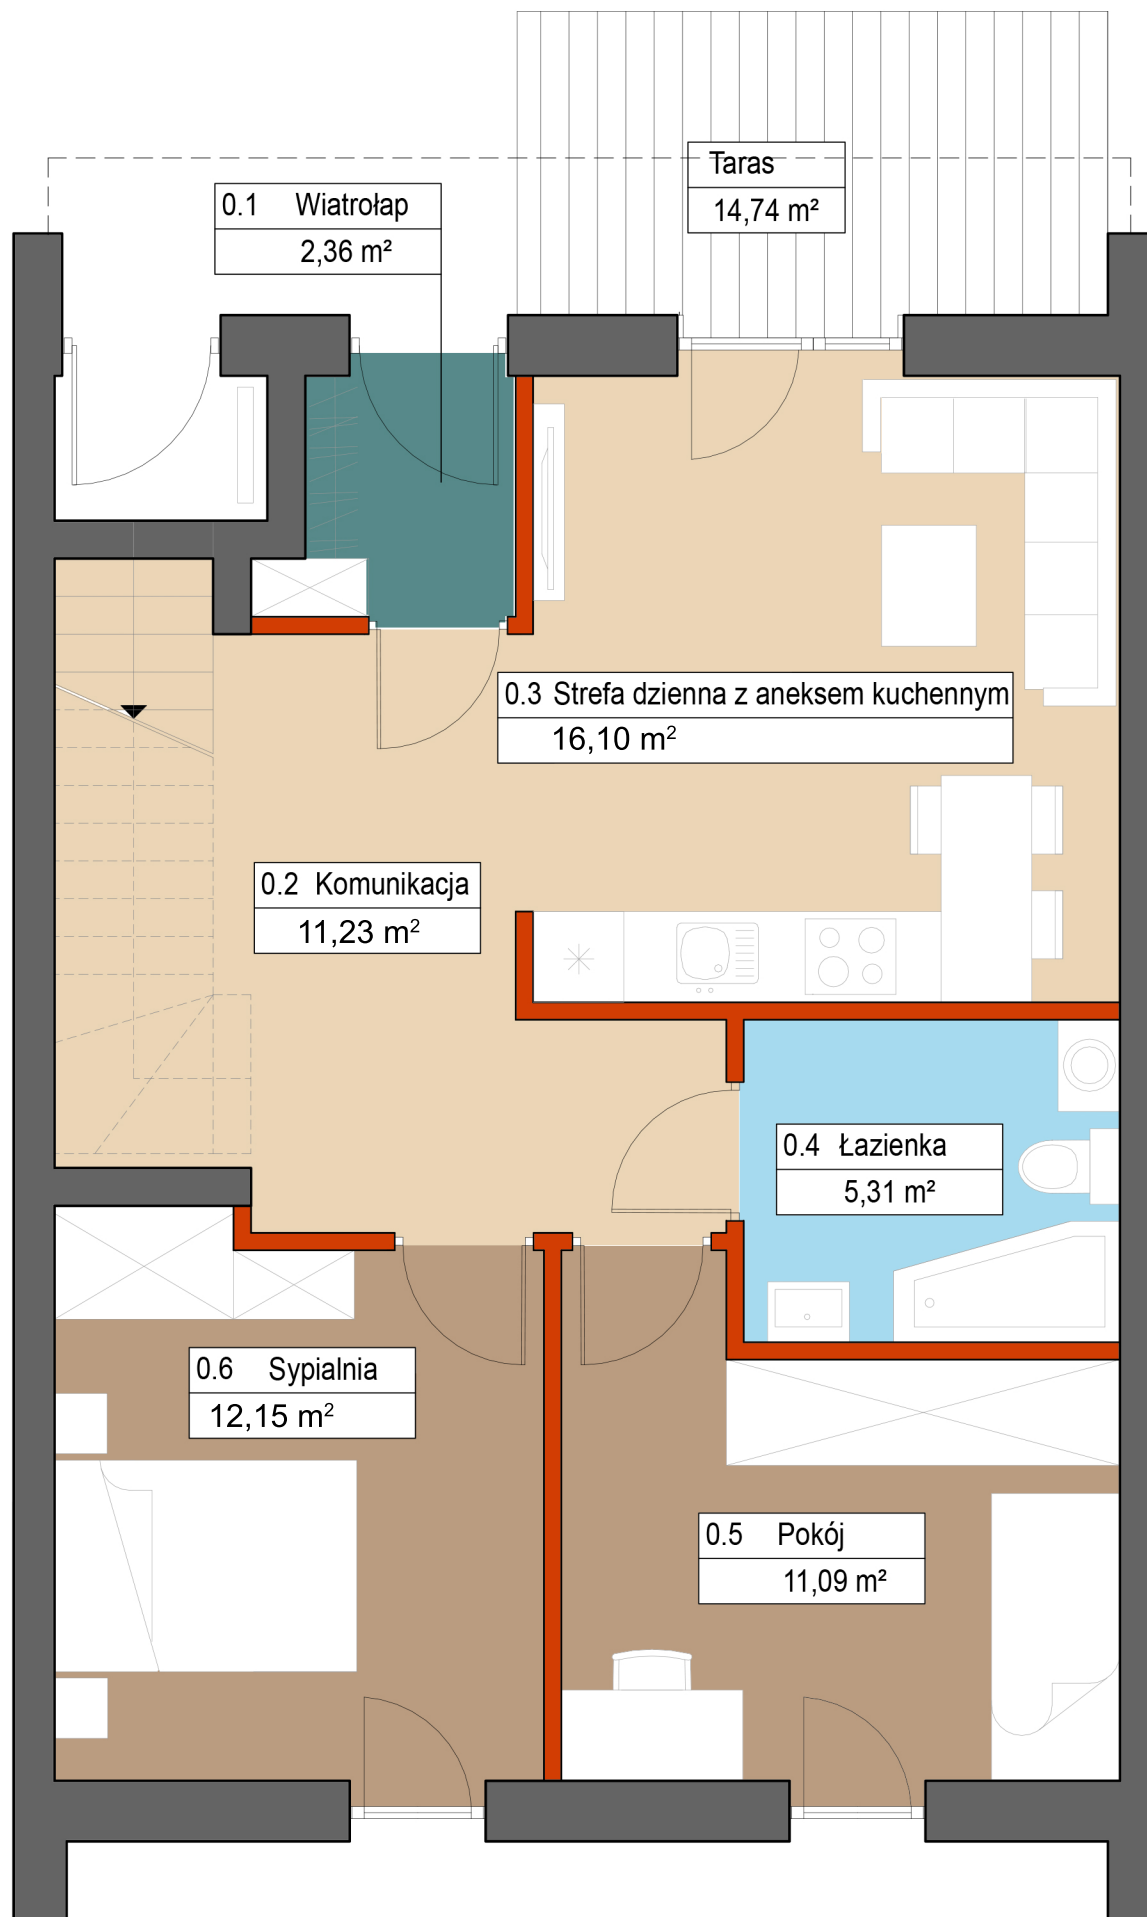 Taras
14,74 m²
0.1 Wiatrołap
2,36 m²
0.3 Strefa dzienna z aneksem kuchennym
16,10 m²
0.2 Komunikacja
11,23 m²
0.4 Łazienka
5,31 m²
0.6 Sypialnia
12,15 m²
0.5 Pokój
11,09 m²